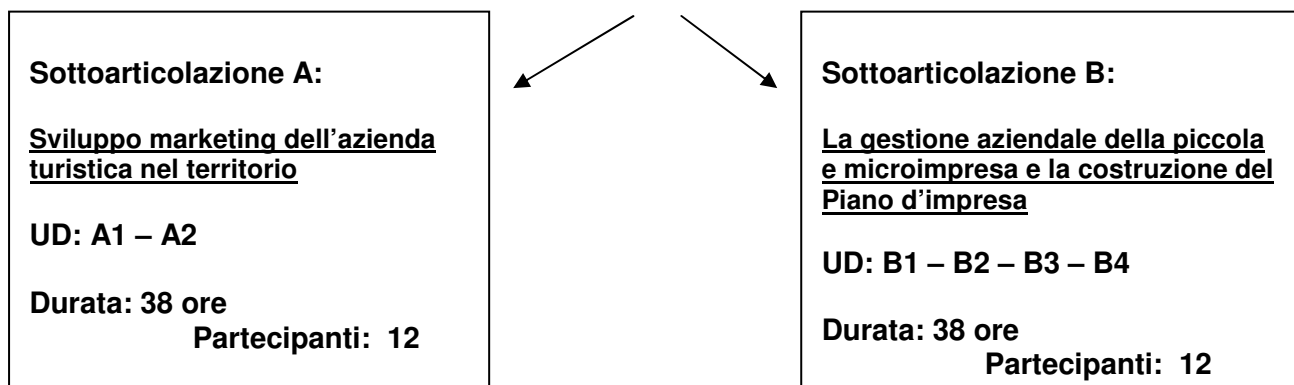 Sottoarticolazione A:
Sviluppo marketing dell'azienda
turistica nel territorio
UD: A1 – A2
Durata: 38 ore
Partecipanti: 12
Sottoarticolazione B:
La gestione aziendale della piccola
e microimpresa e la costruzione del
Piano d'impresa
UD: B1 – B2 – B3 – B4
Durata: 38 ore
Partecipanti: 12